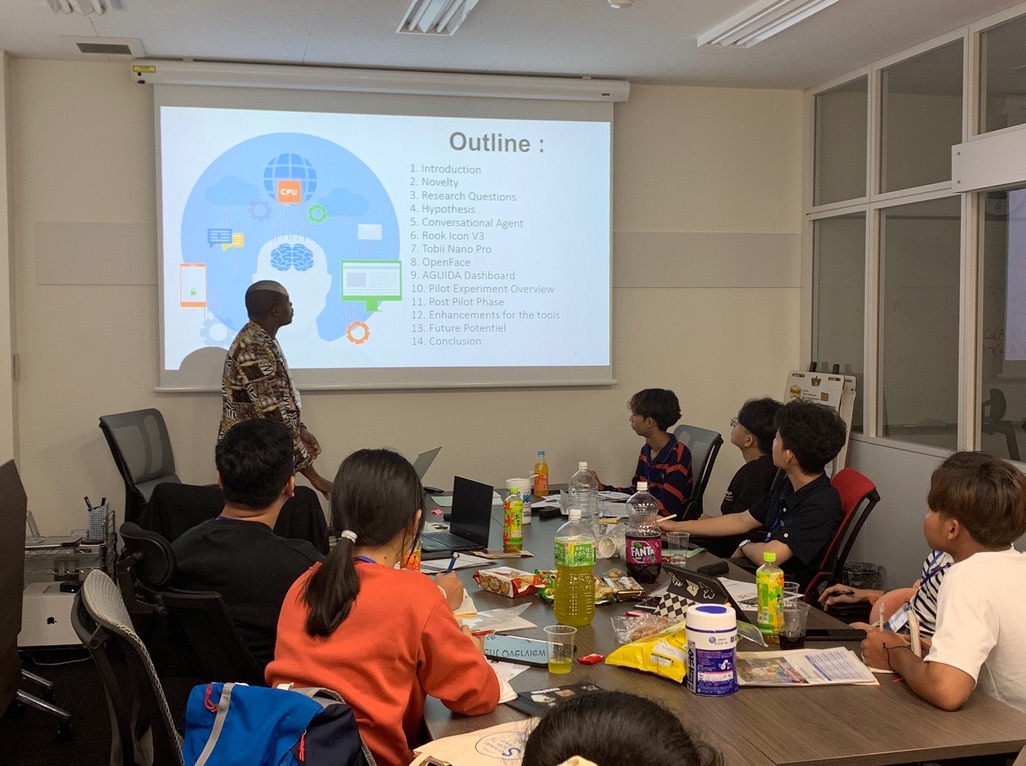 Outline :
CPU
1. Introduction
2. Novelty
3. Research Questions
4. Hypothesis
5. Conversational Agent
6. Rook Icon V3
7. Tobii Nano Pro
8. OpenFace
9. AGUIDA Dashboard
10. Pilot Experiment Overview
11. Post Pilot Phase
12. Enhancements for the tools
13. Future Potentiel
14. Conclusion
FANTA